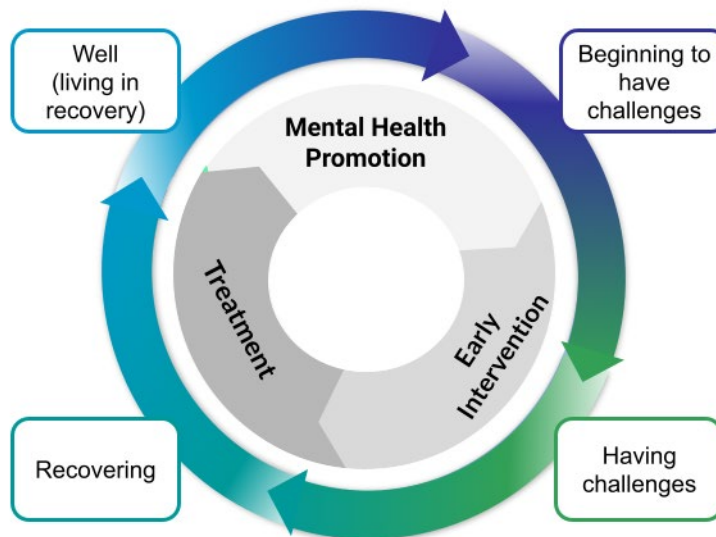 Well
(living in
recovery)
Beginning to
have
challenges
Mental Health
Promotion
Treatment
Early
Intervention
Recovering
Having
challenges